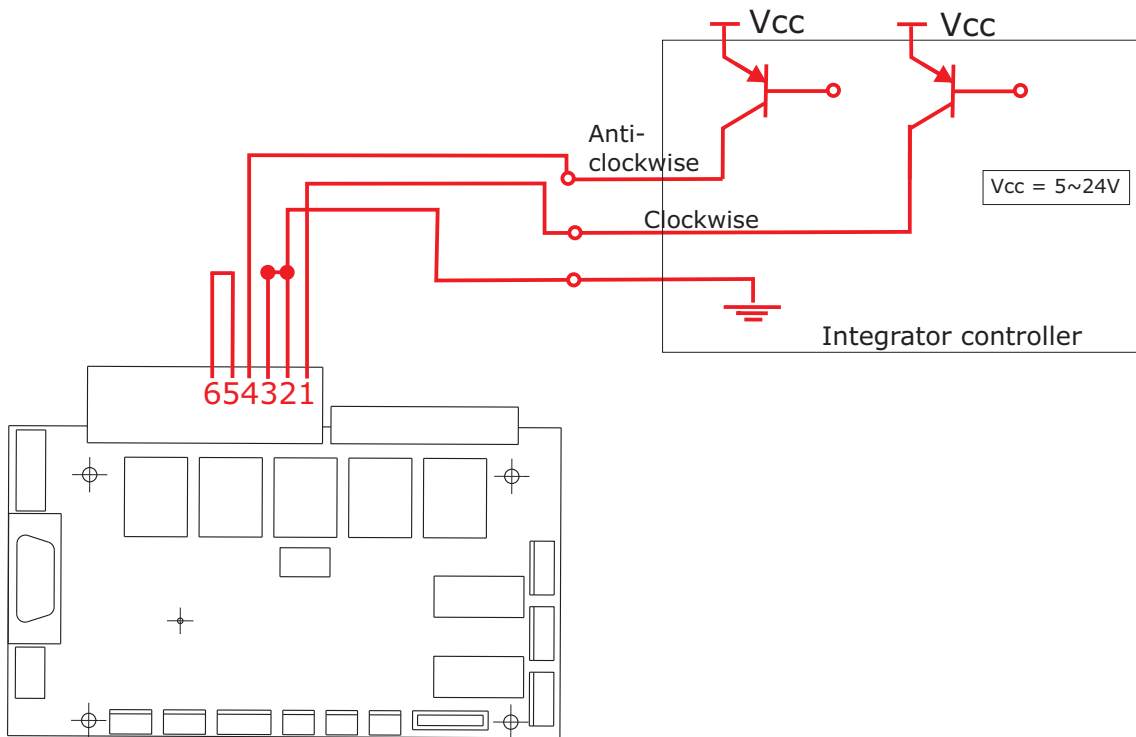 Vcc
Vcc
Anti-
clockwise
Vcc = 5~24V
Clockwise
Integrator controller
654321